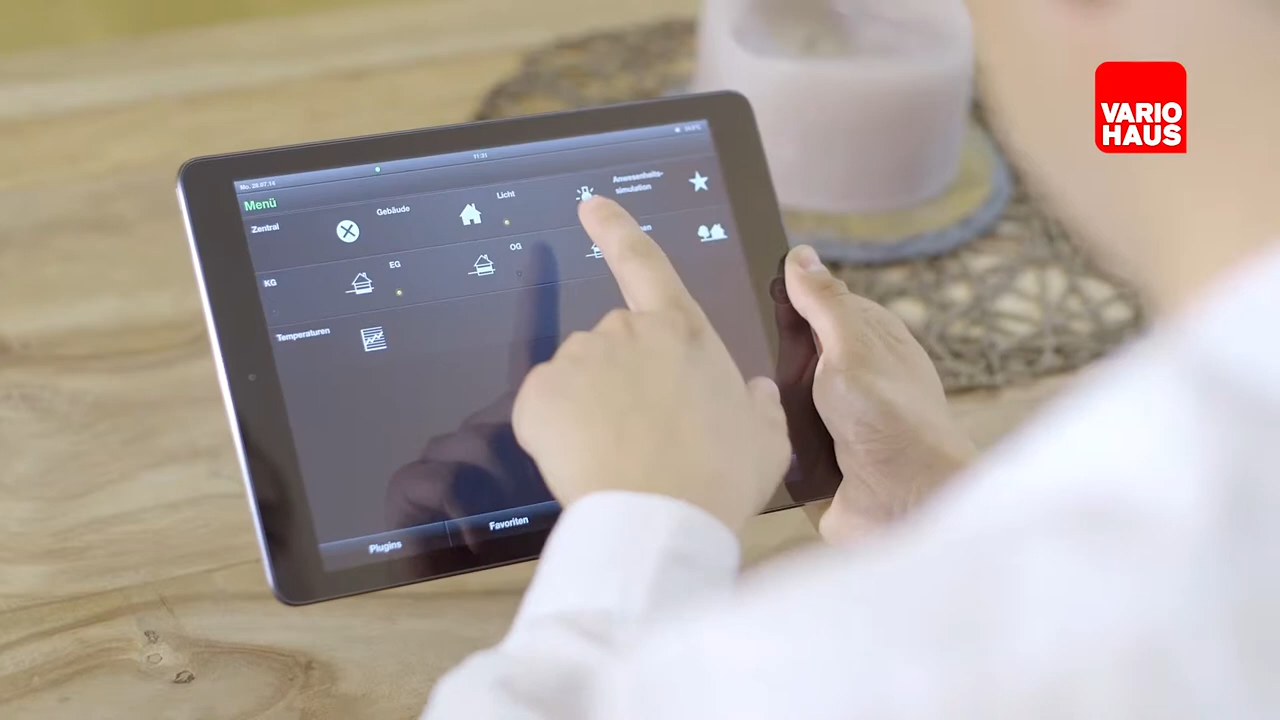 VARIO
HAUS
Mo. 28.07.14
11:31
Menü
Zentral
Gebäude
Licht
Anwesenheits-
simulation
KG
EG
OG
Temperaturen
Plugins
Favoriten